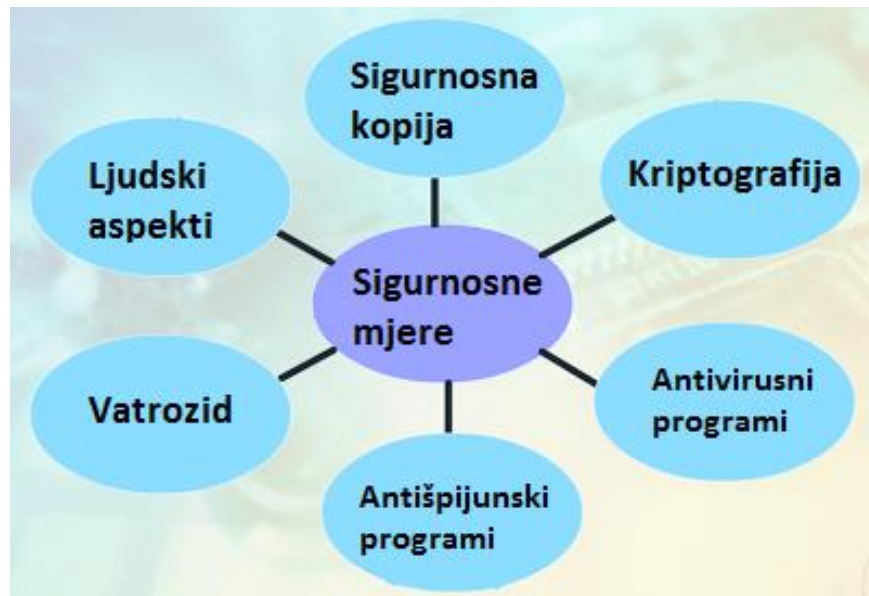 Sigurnosna
kopija
Ljudski
aspekti
Kriptografija
Sigurnosne
mjere
Vatrozid
Antivirusni
programi
Antišpijunski
programi